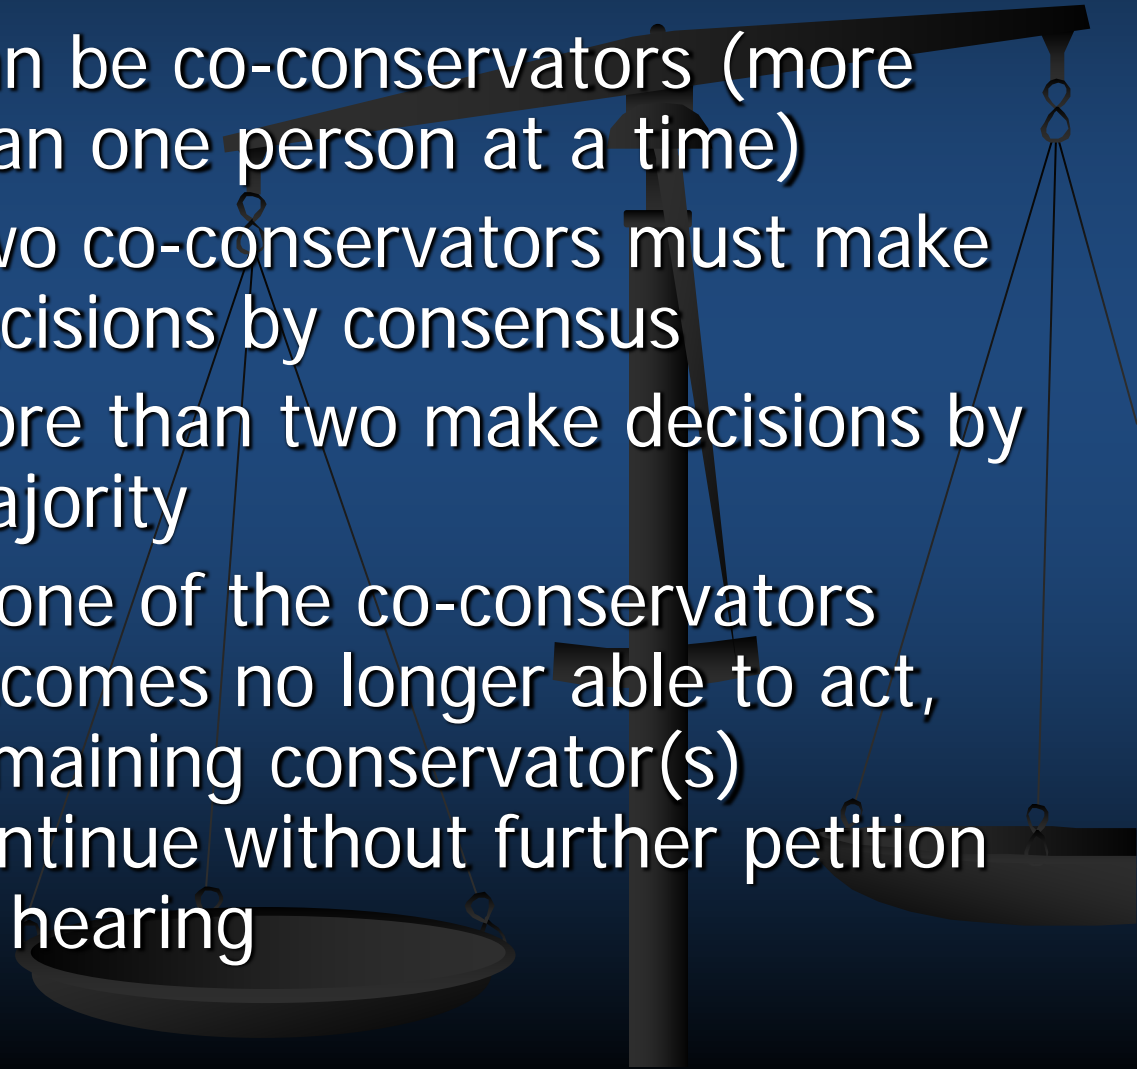 n be co-conservators (more
an one person at a time)
wo co-conservators must make
cisions by consensus
ore than two make decisions by
ajority
one of the co-conservators
comes no longer able to act,
maining conservator(s)
ntinue without further petition
hearing